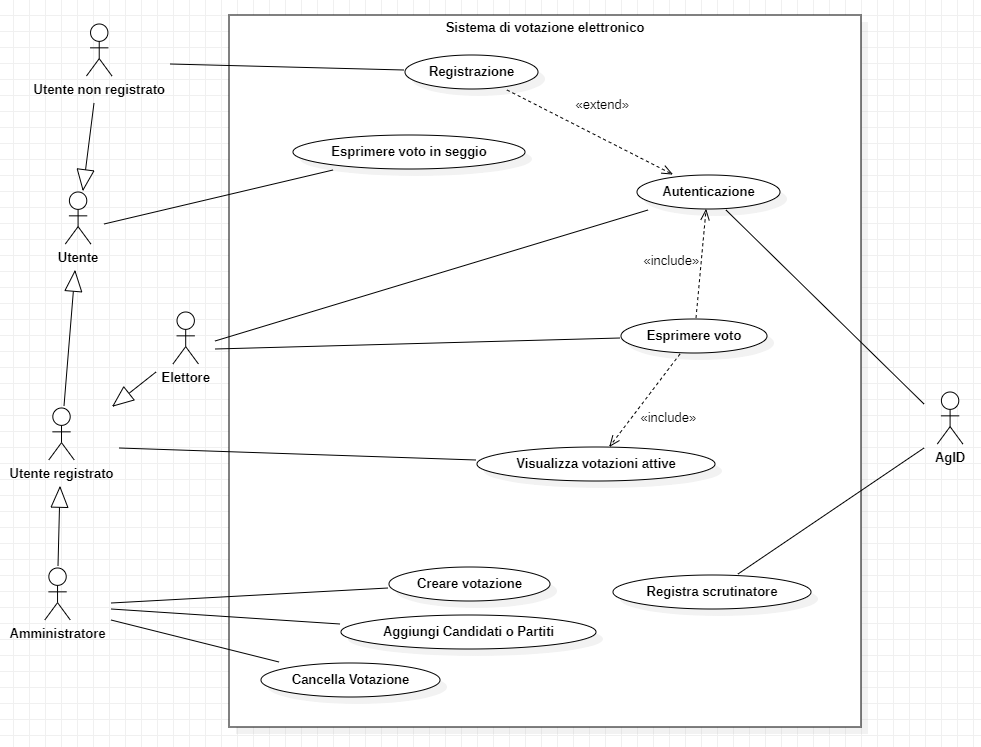 Sistema di votazione elettronico
Utente non registrato
Registrazione
«extend»
Esprimere voto in seggio
Autenticazione
Utente
«include»
Esprimere voto
Elettore
«include»
Utente registrato
Visualizza votazioni attive
AgID
Creare votazione
Registra scrutinatore
Amministratore
Aggiungi Candidati o Partiti
Cancella Votazione